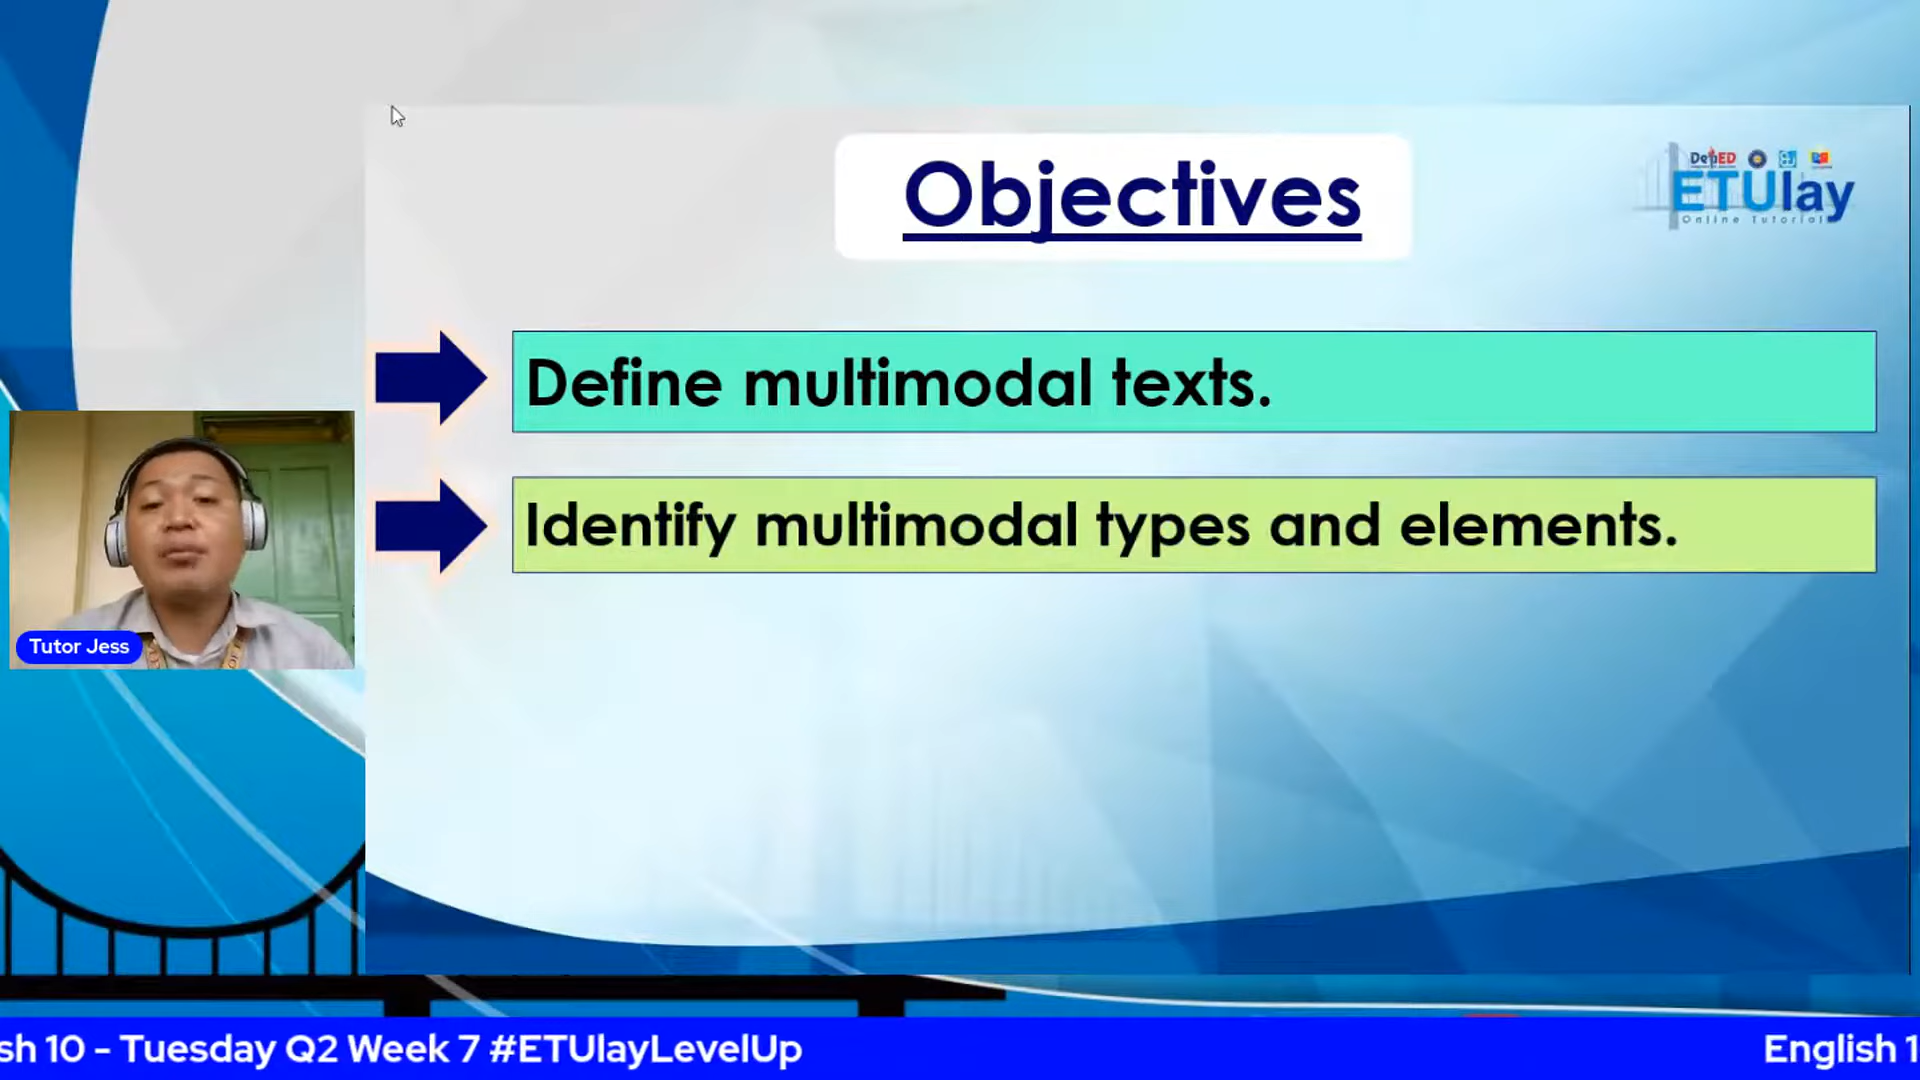 Objectives
DepED
ETUlay
Online Tutorial
Define multimodal texts.
Identify multimodal types and elements.
Tutor Jess
sh 10 - Tuesday Q2 Week 7 #ETUlayLevelUp
English 1